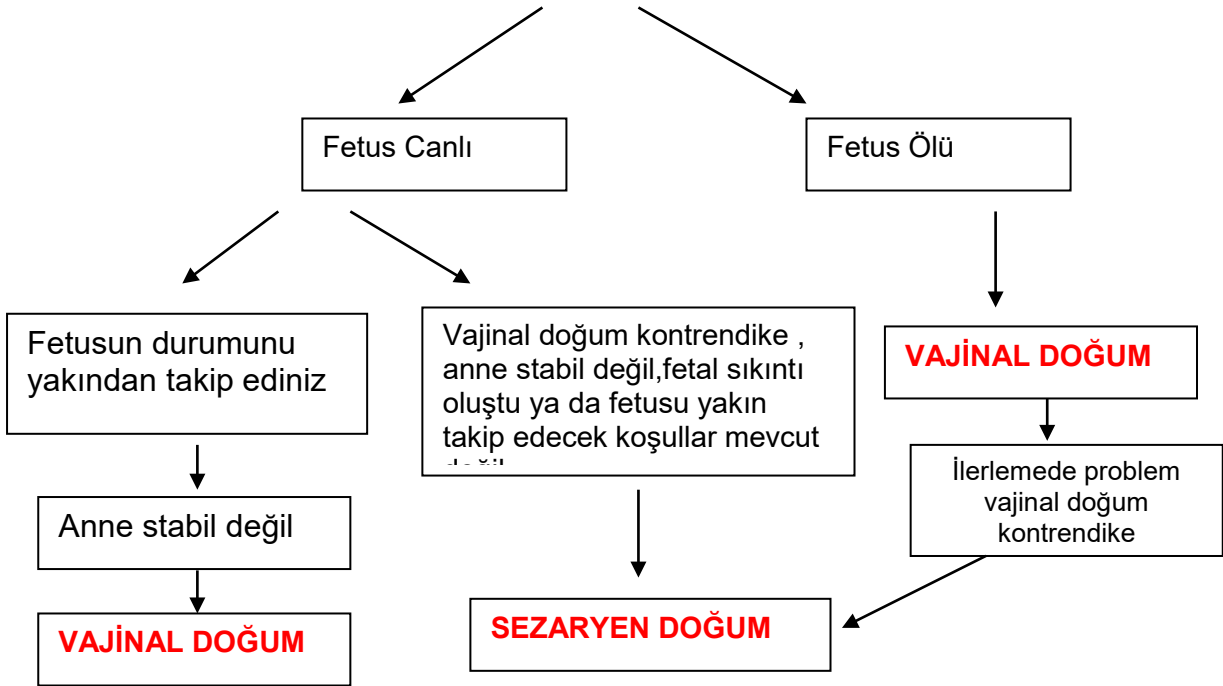 Fetus Canlı
Fetus Ölü
Fetusun durumunu
yakından takip ediniz
Vajinal doğum kontrendike ,
anne stabil değil,fetal sıkıntı
oluştu ya da fetusu yakın
takip edecek koşullar mevcut
VAJİNAL DOĞUM
Anne stabil değil
İlerlemede problem
vajinal doğum
kontrendike
VAJİNAL DOĞUM
SEZARYEN DOĞUM